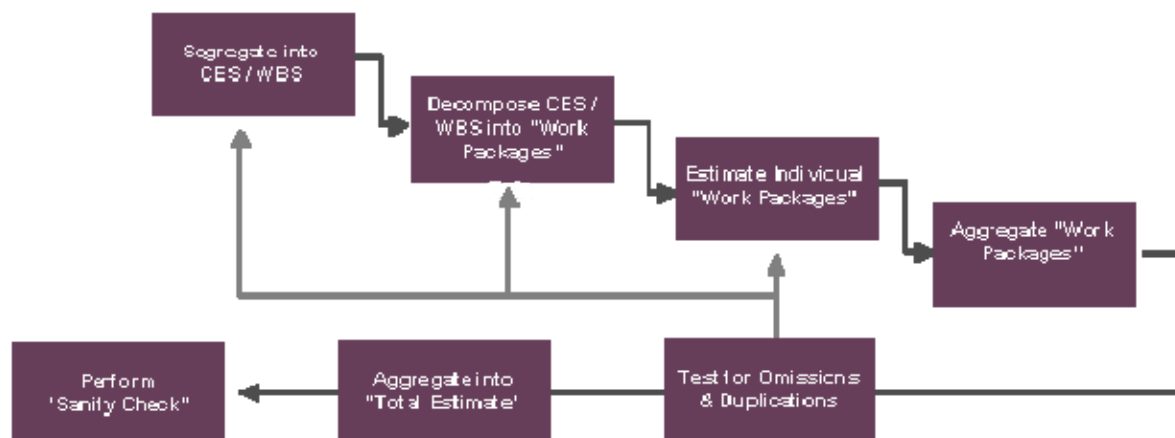 Segregate into
CES / WBS
Decompose CES /
WBS into "Work
Packages"
Estimate Individual
"Work Packages"
Aggregate "Work
Packages"
Perform
"Sanity Check"
Aggregate into
"Total Estimate"
Test for Omissions
& Duplications